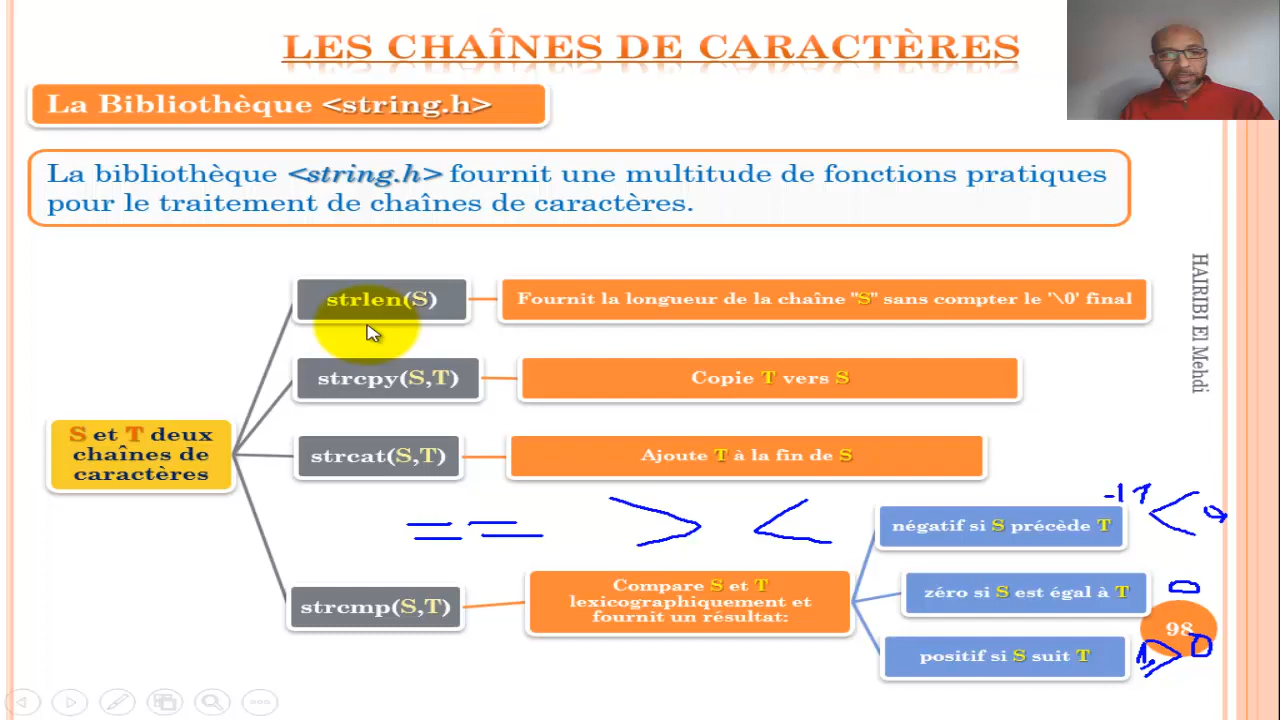 LES CHAÎNES DE CARACTÈRES
La Bibliothèque <string.h>
La bibliothèque <string.h> fournit une multitude de fonctions pratiques
pour le traitement de chaînes de caractères.
S et T deux
chaînes de
caractères
strlen(S)
Fournit la longueur de la chaîne "S" sans compter le '\0' final
strcpy(S,T)
Copie T vers S
strcat(S,T)
Ajoute T à la fin de S
== > <
strcmp(S,T)
Compare S et T
lexicographiquement et
fournit un résultat:
négatif si S précède T
-1
zéro si S est égal à T
0
positif si S suit T
HAIRIBI El Mehdi
98